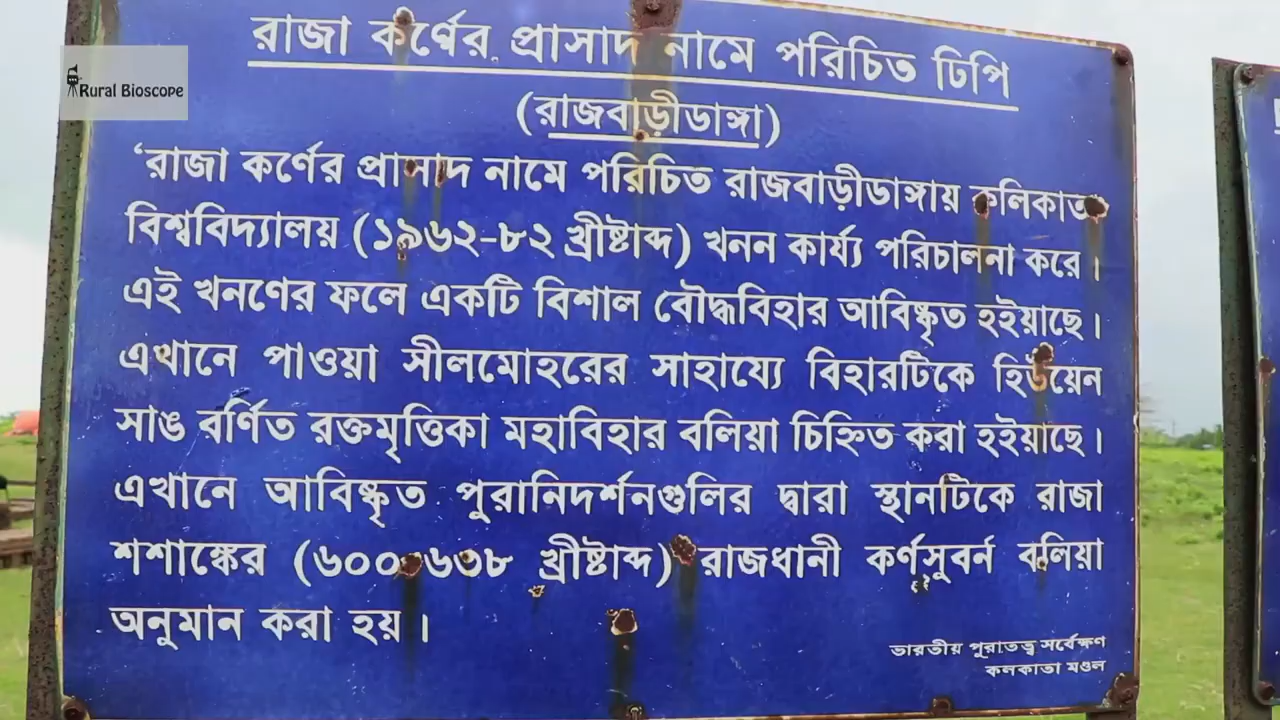 Rural Bioscope
রাজা কর্ণের প্রাসাদ নামে পরিচিত ঢিপি
(রাজবাড়ীডাঙ্গা)
‘রাজা কর্ণের প্রাসাদ নামে পরিচিত রাজবাড়ীডাঙ্গায় কলিকাতা
বিশ্ববিদ্যালয় (১৯৬২-৮২ খ্রীষ্টাব্দ) খনন কার্য্য পরিচালনা করে।
এই খনণের ফলে একটি বিশাল বৌদ্ধবিহার আবিষ্কৃত হইয়াছে।
এখানে পাওয়া সীলমোহরের সাহায্যে বিহারটিকে হিউয়েন
সাঙ বর্ণিত রক্তমৃত্তিকা মহাবিহার বলিয়া চিহ্নিত করা হইয়াছে।
এখানে আবিষ্কৃত পুরানিদর্শনগুলির দ্বারা স্থানটিকে রাজা
শশাঙ্কের (৬০০-৬৩৮ খ্রীষ্টাব্দ) রাজধানী কর্ণসুবর্ন বলিয়া
অনুমান করা হয়।
ভারতীয় পুরাতত্ত্ব সর্বেক্ষণ
কলকাতা মণ্ডল